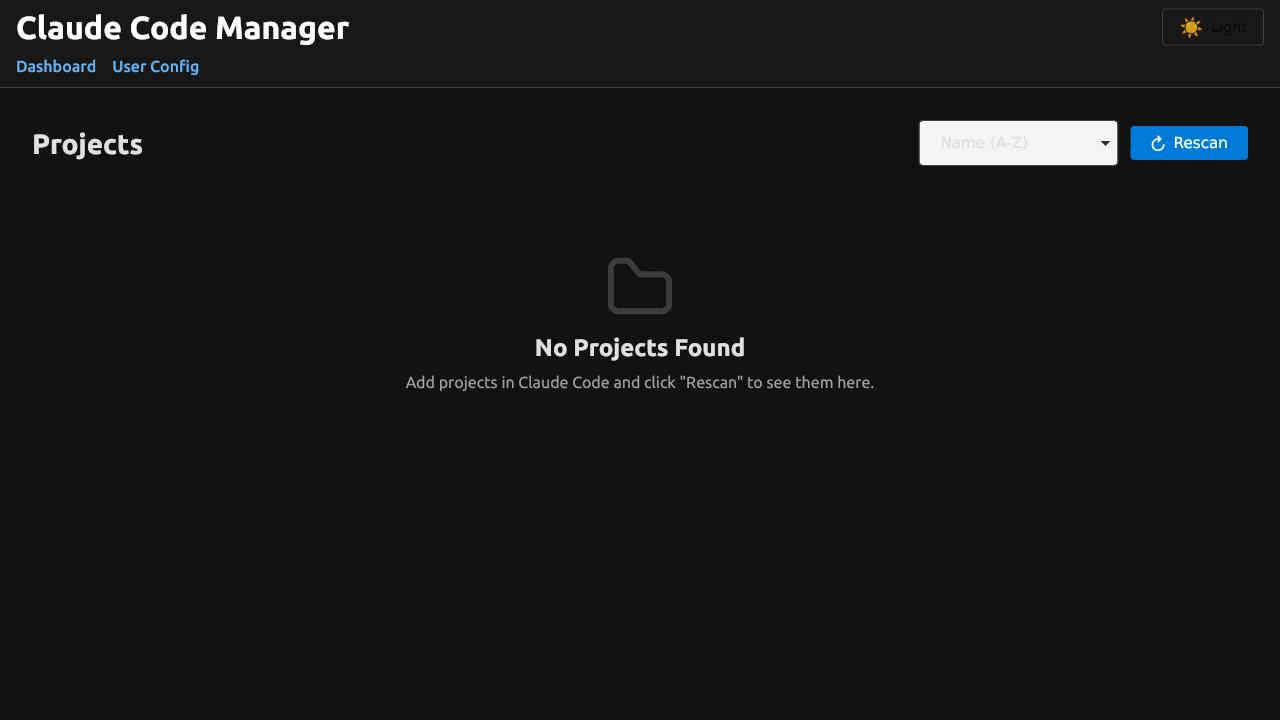 Claude Code Manager
☀️ Light
Dashboard User Config
Projects
Name (A-Z)
↻ Rescan
No Projects Found
Add projects in Claude Code and click "Rescan" to see them here.